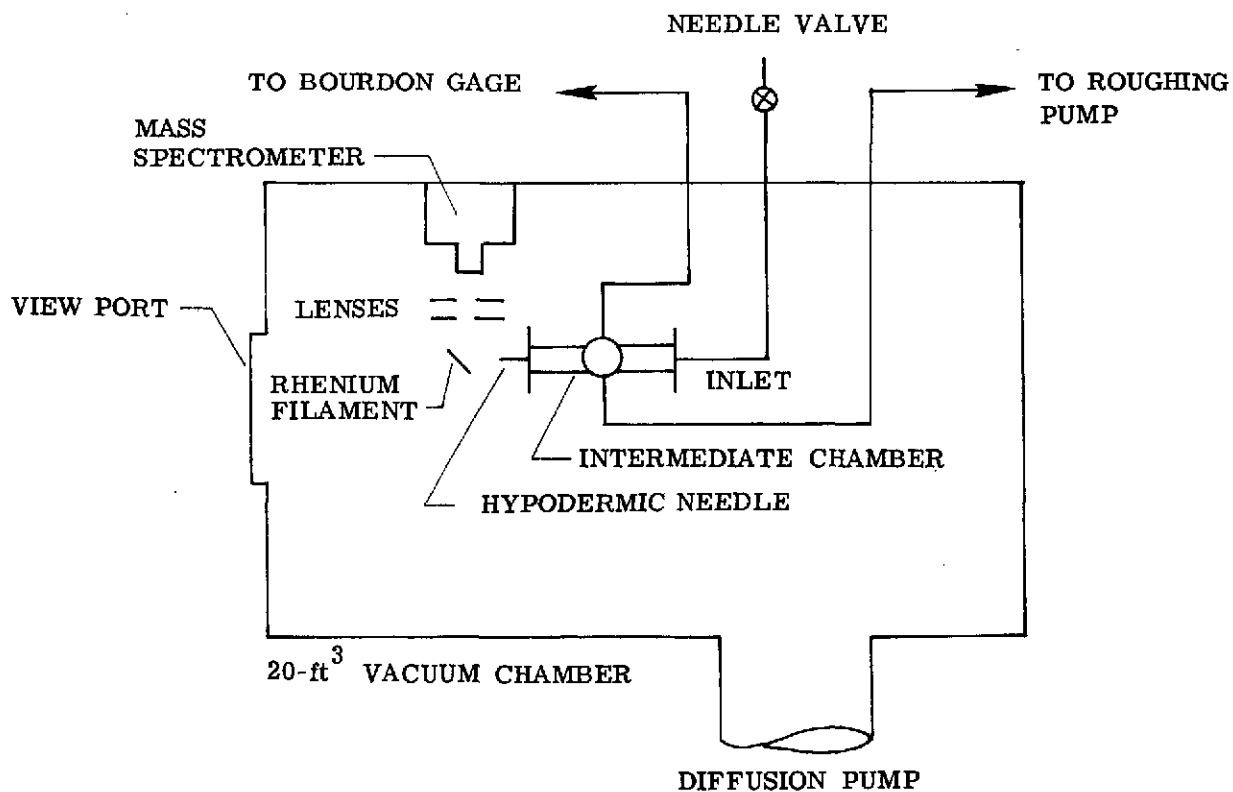 NEEDLE VALVE
TO BOURDON GAGE
TO ROUGHING
PUMP
MASS
SPECTROMETER
VIEW PORT
LENSES
RHENIUM
FILAMENT
INLET
INTERMEDIATE CHAMBER
HYPODERMIC NEEDLE
20-ft³ VACUUM CHAMBER
DIFFUSION PUMP